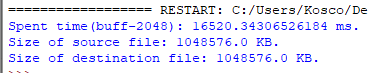 ================== RESTART: C:/Users/Kosco/De
Spent time(buff-2048): 16520.34306526184 ms.
Size of source file: 1048576.0 KB.
Size of destination file: 1048576.0 KB.